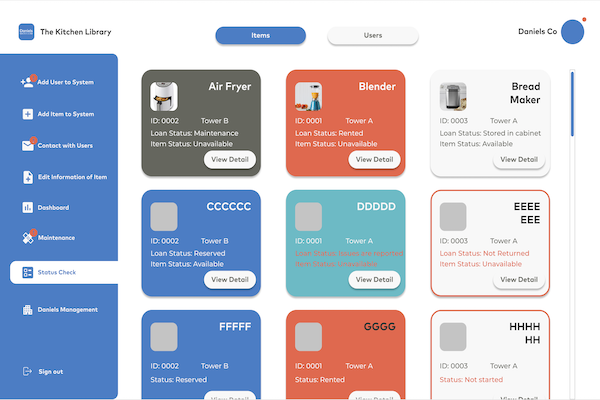 Daniels
The Kitchen Library
Items
Users
Daniels Co
Add User to System
Add Item to System
Contact with Users
Edit Information of Item
Dashboard
Maintenance
Status Check
Daniels Management
Sign out
Air Fryer
ID: 0002 Tower B
Loan Status: Maintenance
Item Status: Unavailable
View Detail
Blender
ID: 0001 Tower A
Loan Status: Rented
Item Status: Unavailable
View Detail
Bread
Maker
ID: 0003 Tower A
Loan Status: Stored in cabinet
Item Status: Available
View Detail
CCCCCC
ID: 0002 Tower B
Loan Status: Reserved
Item Status: Available
View Detail
DDDDD
ID: 0001 Tower A
Loan Status: Issues are reported
Item Status: Unavailable
View Detail
EEEE
EEE
ID: 0003 Tower A
Loan Status: Not Returned
Item Status: Unavailable
View Detail
FFFFF
ID: 0002 Tower B
Status: Reserved
View Detail
GGGG
ID: 0001 Tower A
Status: Rented
View Detail
HHHH
HH
ID: 0003 Tower A
Status: Not started
View Detail